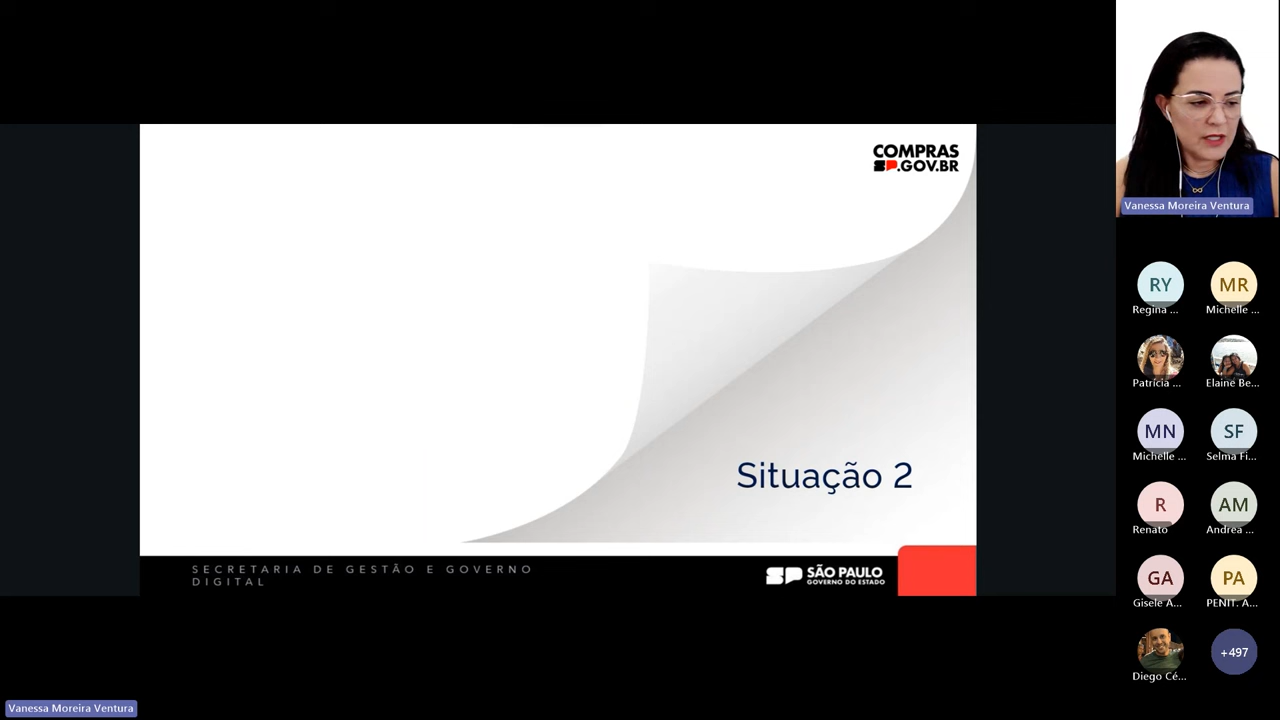 COMPRAS
SP.GOV.BR
Situação 2
SECRETARIA DE GESTÃO E GOVERNO
DIGITAL
SP SÃO PAULO
GOVERNO DO ESTADO
Vanessa Moreira Ventura
RY
Regina ...
MR
Michelle ...
Patrícia ...
Elaine Be...
MN
Michelle ...
SF
Selma Fi...
R
Renato
AM
Andrea ...
GA
Gisele A...
PA
PENIT. A...
Diego Cé...
+497
Vanessa Moreira Ventura